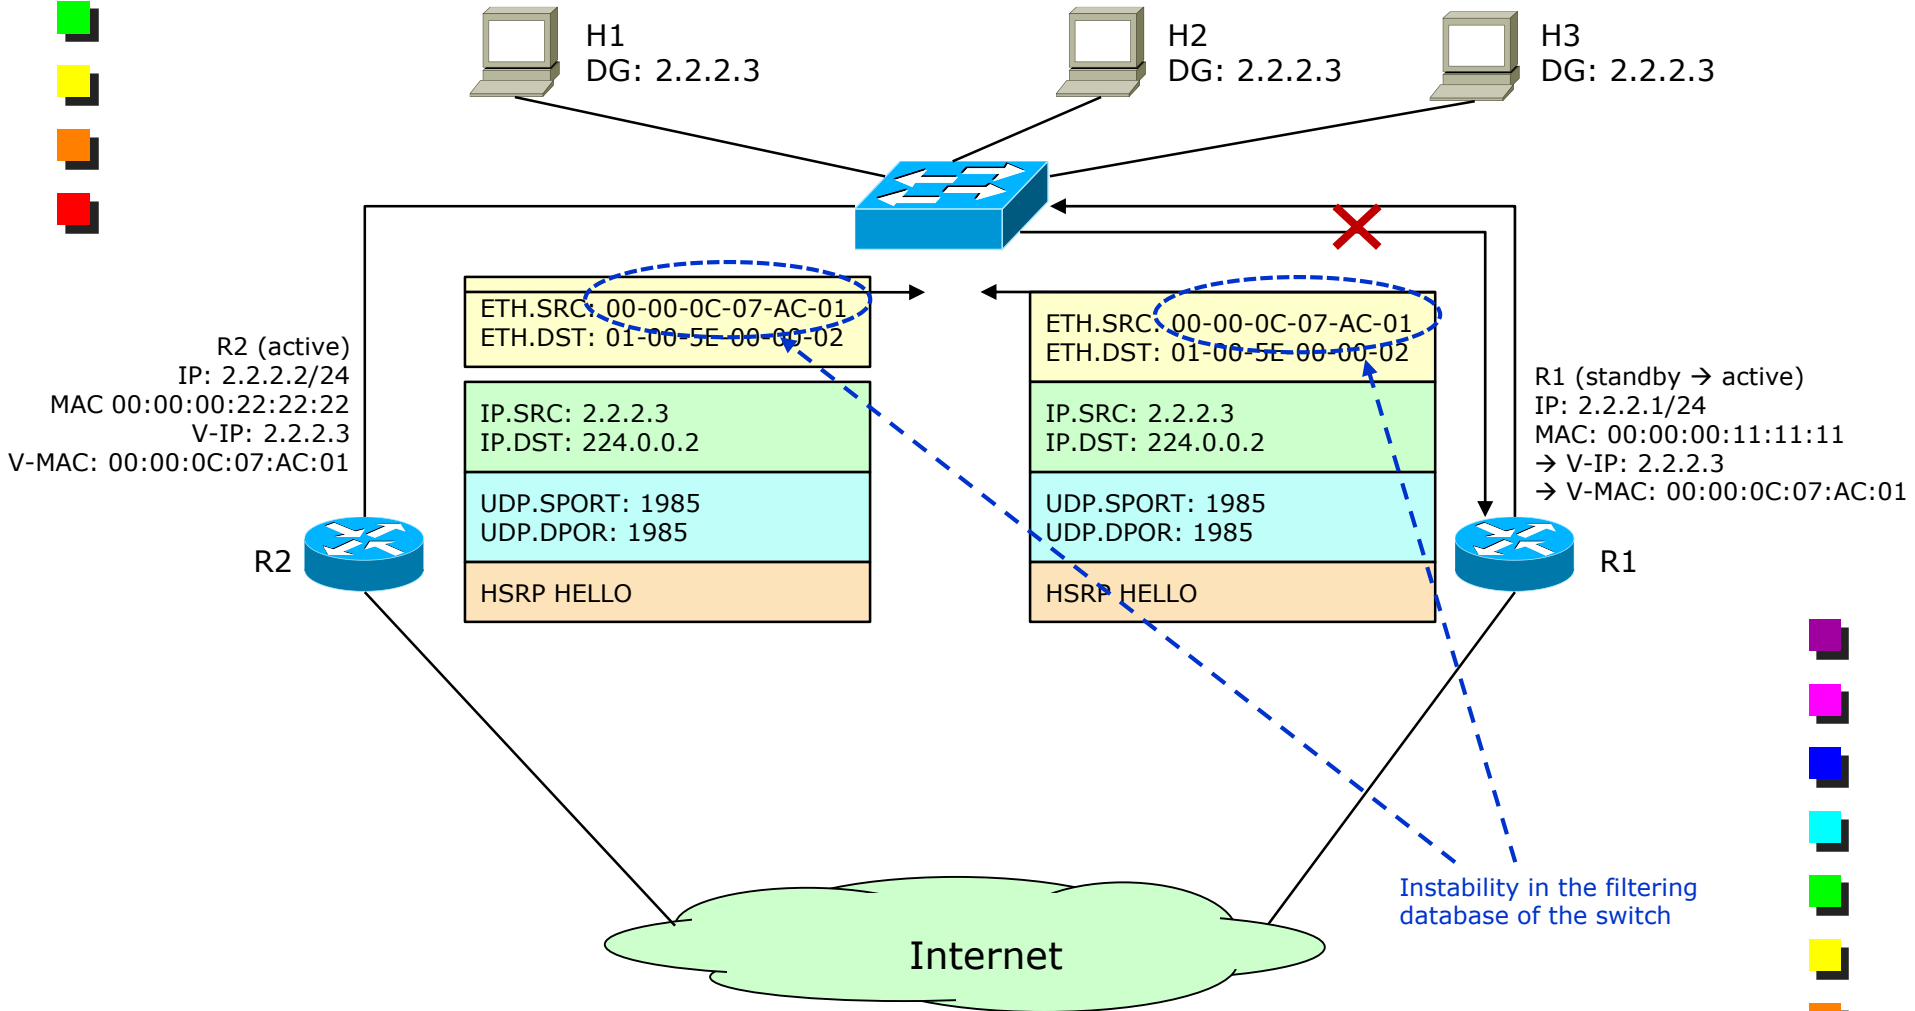 H1
DG: 2.2.2.3
H2
DG: 2.2.2.3
H3
DG: 2.2.2.3
R2 (active)
IP: 2.2.2.2/24
MAC 00:00:00:22:22:22
V-IP: 2.2.2.3
V-MAC: 00:00:0C:07:AC:01
R2
ETH.SRC: 00-00-0C-07-AC-01
ETH.DST: 01-00-5E-00-00-02
IP.SRC: 2.2.2.3
IP.DST: 224.0.0.2
UDP.SPORT: 1985
UDP.DPOR: 1985
HSRP HELLO
ETH.SRC: 00-00-0C-07-AC-01
ETH.DST: 01-00-5E-00-00-02
IP.SRC: 2.2.2.3
IP.DST: 224.0.0.2
UDP.SPORT: 1985
UDP.DPOR: 1985
HSRP HELLO
R1 (standby → active)
IP: 2.2.2.1/24
MAC: 00:00:00:11:11:11
→ V-IP: 2.2.2.3
→ V-MAC: 00:00:0C:07:AC:01
R1
Instability in the filtering
database of the switch
Internet